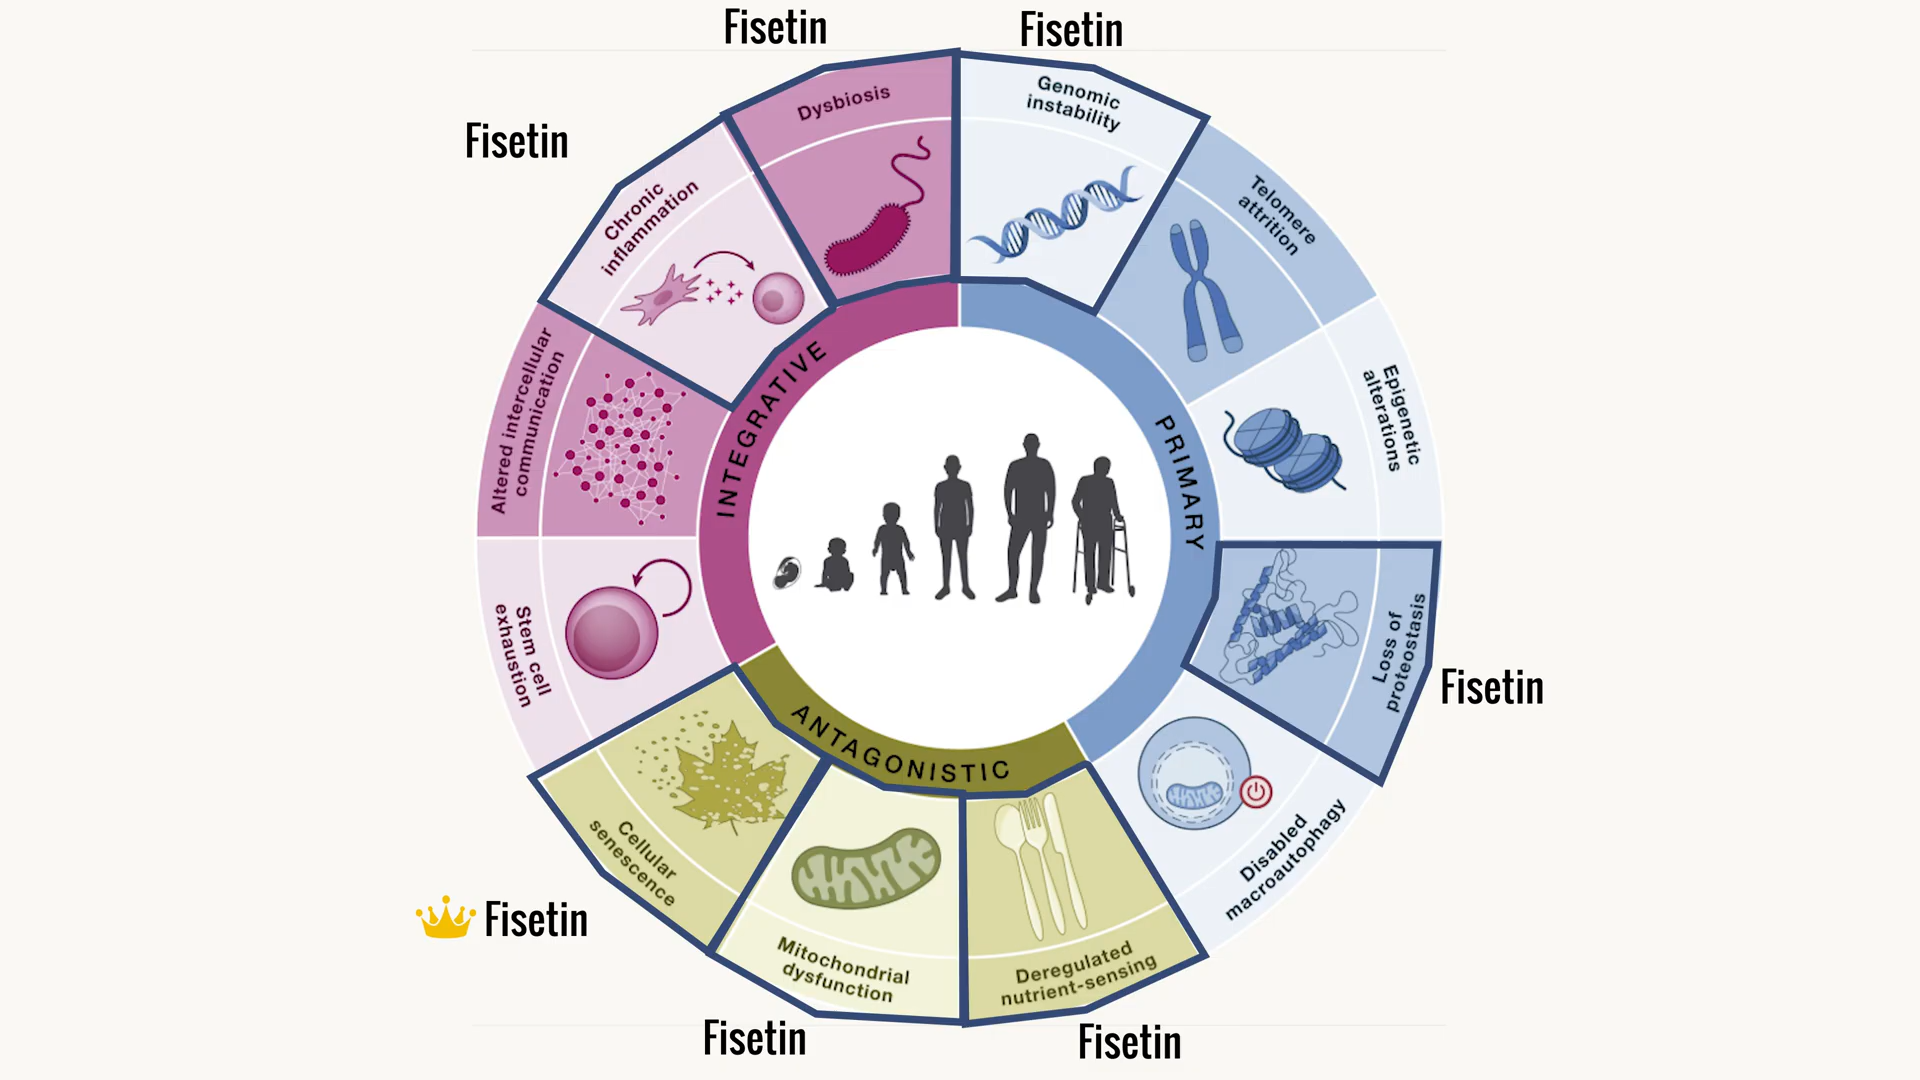 Fisetin
Fisetin
Fisetin
Dysbiosis
Genomic
instability
Telomere
attrition
Epigenetic
alterations
Loss of
proteostasis
Fisetin
Disabled
macroautophagy
Deregulated
nutrient-sensing
Fisetin
Mitochondrial
dysfunction
Fisetin
Cellular
senescence
Fisetin
Stem cell
exhaustion
Altered intercellular
communication
Chronic
inflammation
INTEGRATIVE
PRIMARY
ANTAGONISTIC